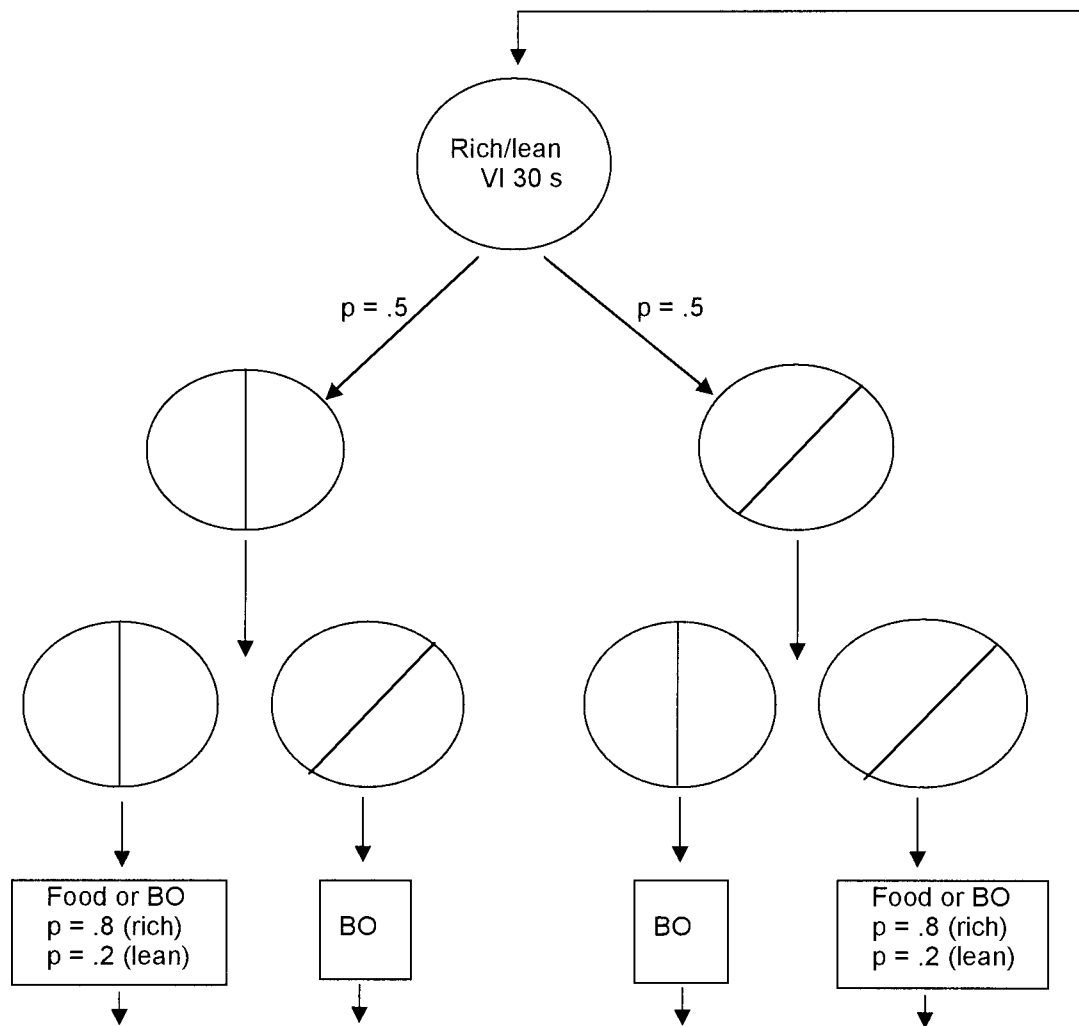 Rich/lean
VI 30 s
p = .5
p = .5
Food or BO
p = .8 (rich)
p = .2 (lean)
BO
BO
Food or BO
p = .8 (rich)
p = .2 (lean)